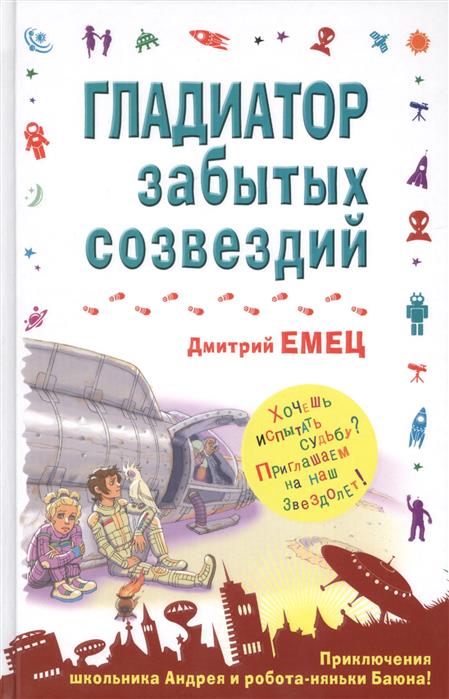 ГЛАДИАТОР
забытых
созвездий
Дмитрий ЕМЕЦ
Хочешь
испытать
судьбу?
Приглашаем
на наш
звездолет!
Приключения
школьника Андрея и робота-няньки Баюна!